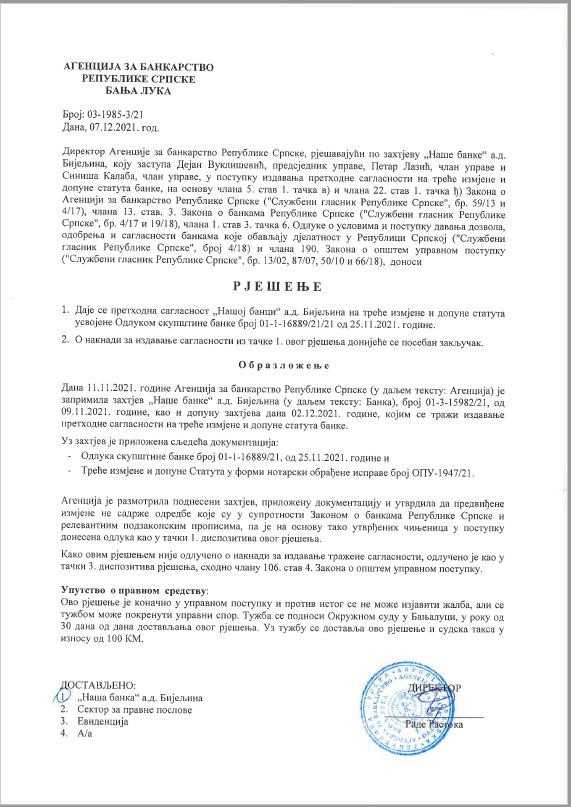 АГЕНЦИЈА ЗА БАНКАРСТВО
РЕПУБЛИКЕ СРПСКЕ
БАЊА ЛУКА
Број: 03-1985-3/21
Дана, 07.12.2021. год.
Директор Агенције за банкарство Републике Српске, рјешавајући по захтјеву „Наше банке“ а.д.
Бијељина, коју заступа Дејан Вуклишевић, предсједник управе, Петар Лазић, члан управе и
Синиша Калаба, члан управе, у поступку издавања претходне сагласности на треће измјене и
допуне статута банке, на основу члана 5. став 1. тачка в) и члана 22. став 1. тачка ђ) Закона о
Агенцији за банкарство Републике Српске ("Службени гласник Републике Српске", бр. 59/13 и
4/17), члана 13. став. 3. Закона о банкама Републике Српске ("Службени гласник Републике
Српске", бр. 4/17 и 19/18), члана 1. став 3. тачка 6. Одлуке о условима и поступку давања дозвола,
одобрења и сагласности банкама које обављају дјелатност у Републици Српској ("Службени
гласник Републике Српске", број 4/18) и члана 190. Закона о општем управном поступку
("Службени гласник Републике Српске", бр. 13/02, 87/07, 50/10 и 66/18), доноси
Р Ј Е Ш Е Њ Е
1. Даје се претходна сагласност „Нашој банци“ а.д. Бијељина на треће измјене и допуне статута
усвојене Одлуком скупштине банке број 01-1-16889/21/21 од 25.11.2021. године.
2. О накнади за издавање сагласности из тачке 1. овог рјешења донијеће се посебан закључак.
О б р а з л о ж е њ е
Дана 11.11.2021. године Агенција за банкарство Републике Српске (у даљем тексту: Агенција) је
запримила захтјев „Наше банке“ а.д. Бијељина (у даљем тексту: Банка), број 01-3-15982/21, од
09.11.2021. године, као и допуну захтјева дана 02.12.2021. године, којим се тражи издавање
претходне сагласности на треће измјене и допуне статута банке.
Уз захтјев је приложена сљедећа документација:
- Одлука скупштине банке број 01-1-16889/21, од 25.11.2021. године и
- Треће измјене и допуне Статута у форми нотарски обрађене исправе број ОПУ-1947/21.
Агенција је размотрила поднесени захтјев, приложену документацију и утврдила да предвиђене
измјене не садрже одредбе које су у супротности Законом о банкама Републике Српске и
релевантним подзаконским прописима, па је на основу тако утврђених чињеница у поступку
донесена одлука као у тачки 1. диспозитива овог рјешења.
Како овим рјешењем није одлучено о накнади за издавање тражене сагласности, одлучено је као у
тачки 3. диспозитива рјешења, сходно члану 106. став 4. Закона о општем управном поступку.
Упутство о правном средству:
Ово рјешење је коначно у управном поступку и против истог се не може изјавити жалба, али се
тужбом може покренути управни спор. Тужба се подноси Окружном суду у Бањалуци, у року од
30 дана од дана достављања овог рјешења. Уз тужбу се доставља ово рјешење и судска такса у
износу од 100 КМ.
ДОСТАВЉЕНО:
1. „Наша банка“ а.д. Бијељина
2. Сектор за правне послове
3. Евиденција
4. А/а
ДИРЕКТОР
Раде Растока